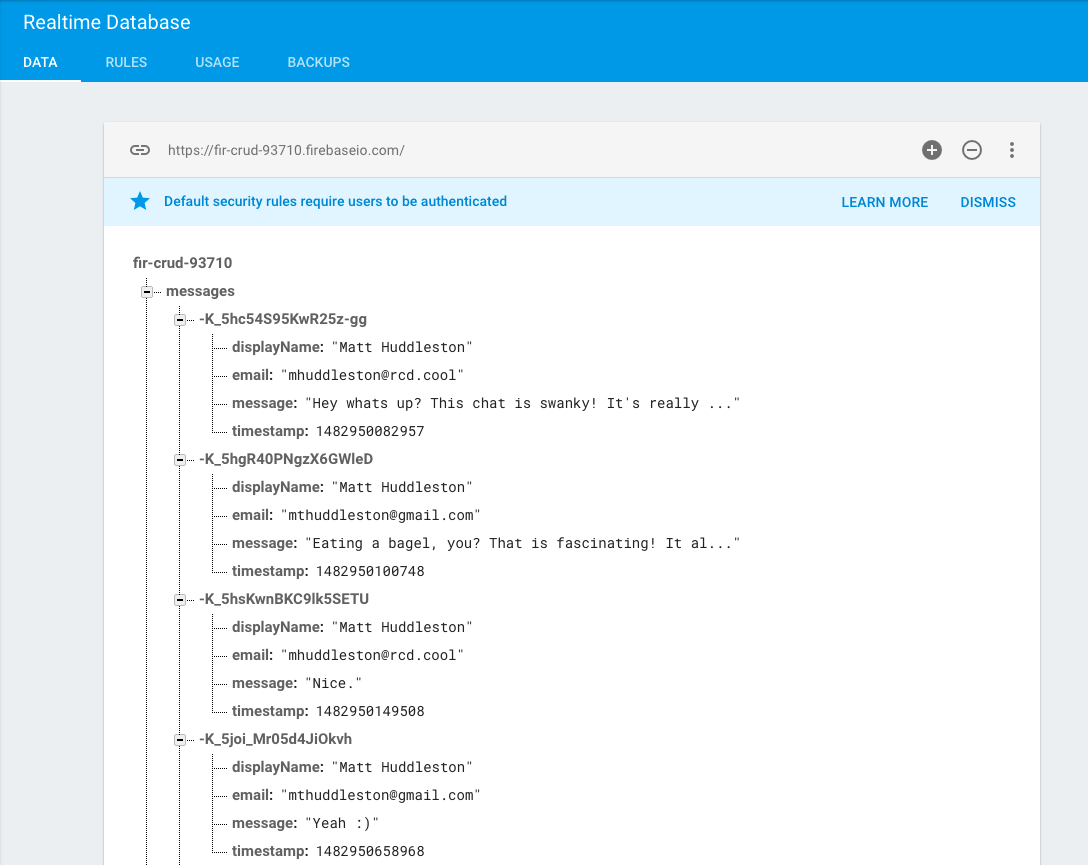 Realtime Database
DATA RULES USAGE BACKUPS
https://fir-crud-93710.firebaseio.com/
Default security rules require users to be authenticated LEARN MORE DISMISS
fir-crud-93710
messages
-K_5hc54S95KwR25z-gg
displayName: "Matt Huddleston"
email: "mhuddleston@rcd.cool"
message: "Hey whats up? This chat is swanky! It's really ..."
timestamp: 1482950082957
-K_5hgR40PNgzX6GWleD
displayName: "Matt Huddleston"
email: "mthuddleston@gmail.com"
message: "Eating a bagel, you? That is fascinating! It al..."
timestamp: 1482950100748
-K_5hsKwnBKC9lk5SETU
displayName: "Matt Huddleston"
email: "mhuddleston@rcd.cool"
message: "Nice."
timestamp: 1482950149508
-K_5joi_Mr05d4JiOkvh
displayName: "Matt Huddleston"
email: "mthuddleston@gmail.com"
message: "Yeah :)"
timestamp: 1482950658968